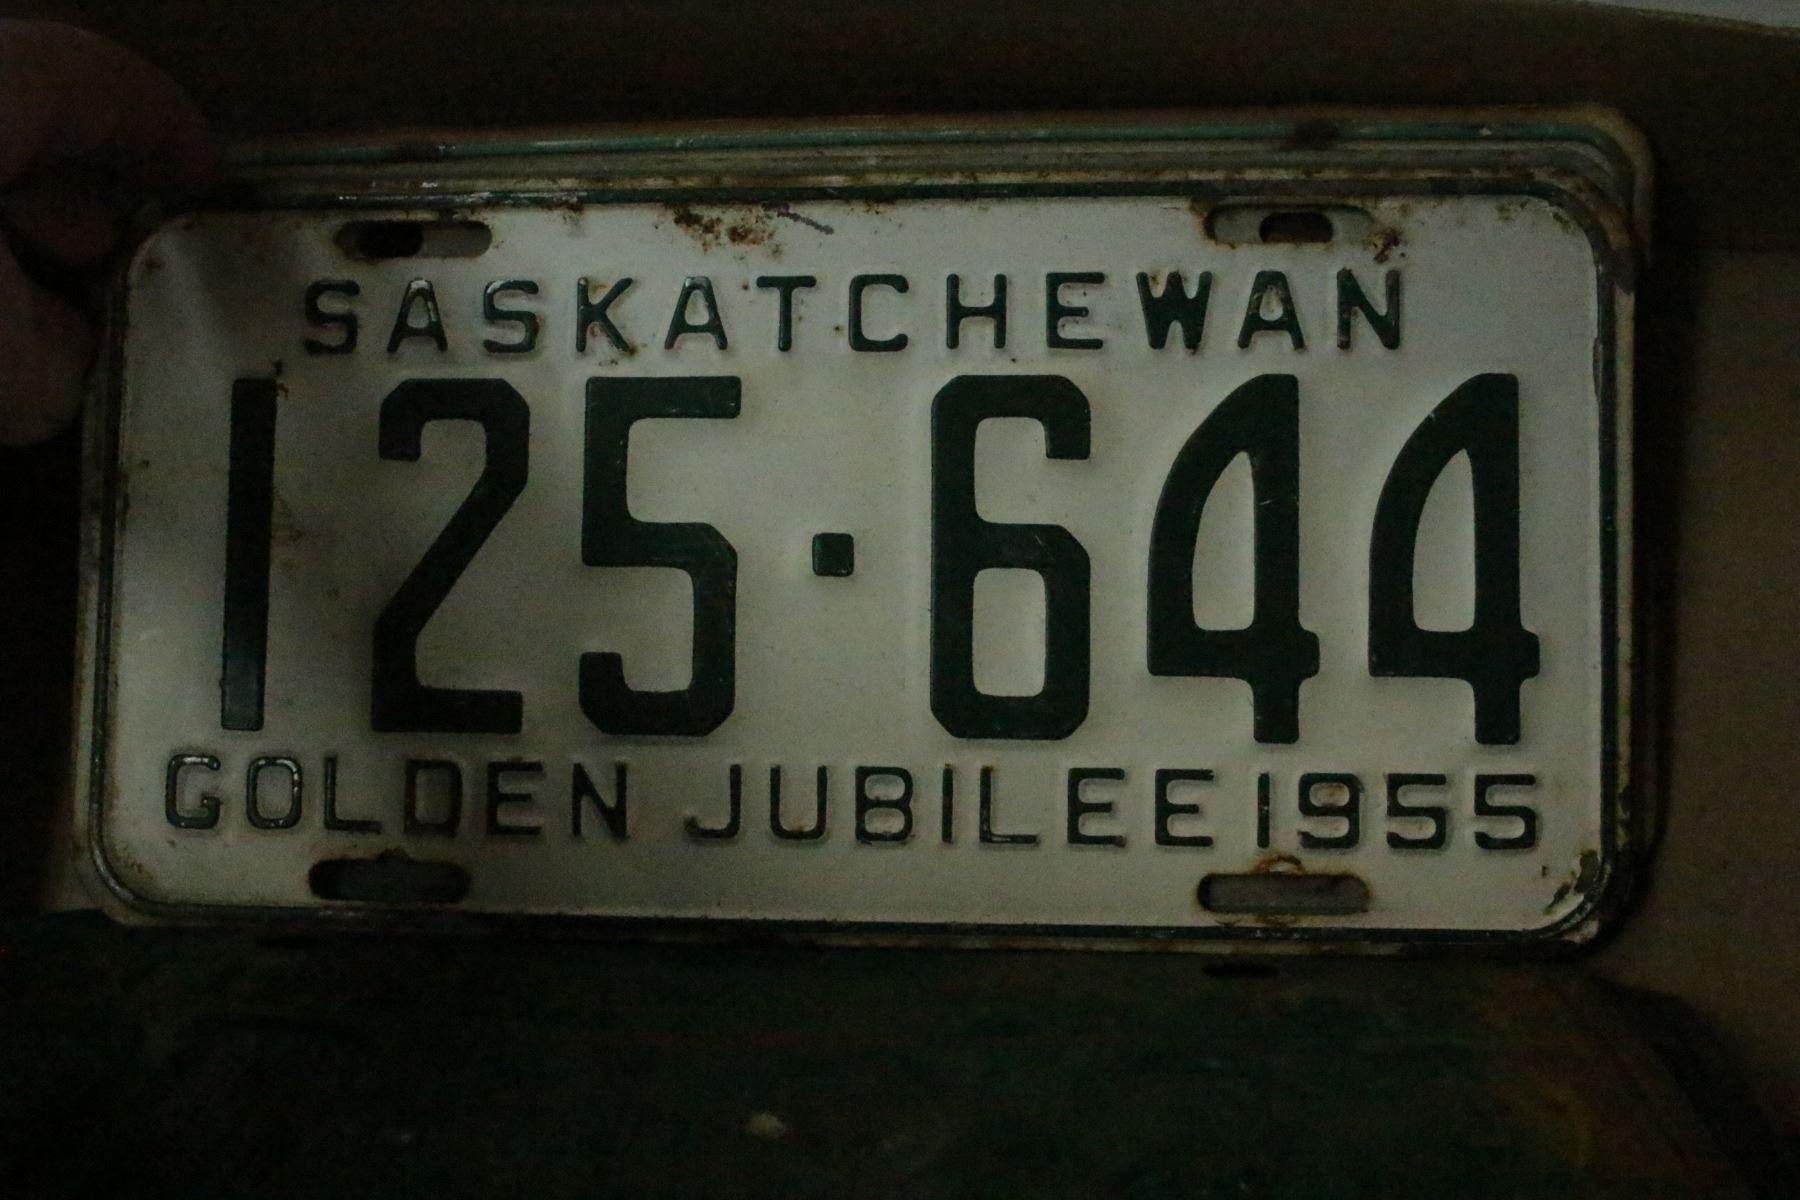 SASKATCHEWAN
125·644
GOLDEN JUBILEE 1955